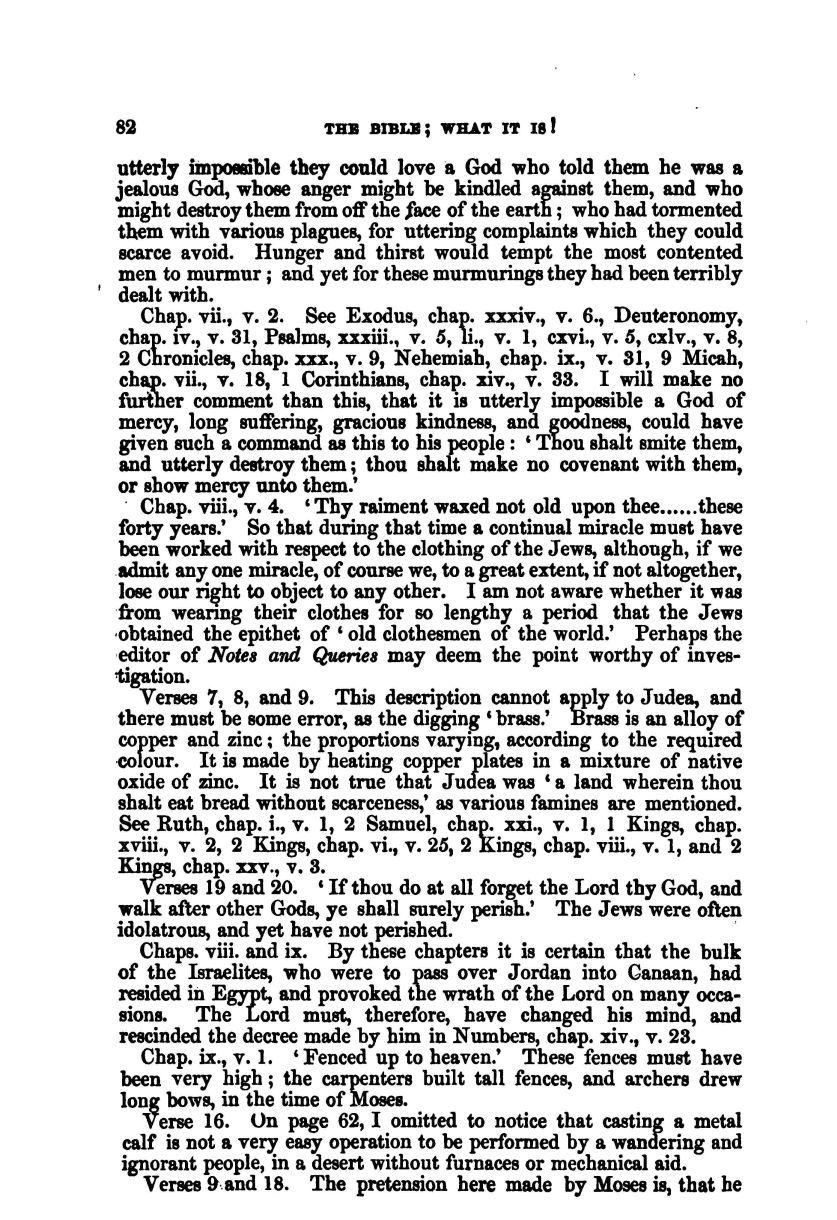 82 THE BIBLE; WHAT IT IS!
utterly impossible they could love a God who told them he was a
jealous God, whose anger might be kindled against them, and who
might destroy them from off the face of the earth; who had tormented
them with various plagues, for uttering complaints which they could
scarce avoid. Hunger and thirst would tempt the most contented
men to murmur; and yet for these murmurings they had been terribly
dealt with.
Chap. vii., v. 2. See Exodus, chap. xxxiv., v. 6., Deuteronomy,
chap. iv., v. 31, Psalms, xxxiii., v. 5, li., v. 1, cxvi., v. 5, cxlv., v. 8,
2 Chronicles, chap. xxx., v. 9, Nehemiah, chap. ix., v. 31, 9 Micah,
chap. vii., v. 18, 1 Corinthians, chap. xiv., v. 33. I will make no
further comment than this, that it is utterly impossible a God of
mercy, long suffering, gracious kindness, and goodness, could have
given such a command as this to his people: ‘Thou shalt smite them,
and utterly destroy them; thou shalt make no covenant with them,
or show mercy unto them.’
Chap. viii., v. 4. ‘Thy raiment waxed not old upon thee......these
forty years.’ So that during that time a continual miracle must have
been worked with respect to the clothing of the Jews, although, if we
admit any one miracle, of course we, to a great extent, if not altogether,
lose our right to object to any other. I am not aware whether it was
from wearing their clothes for so lengthy a period that the Jews
obtained the epithet of ‘old clothesmen of the world.’ Perhaps the
editor of Notes and Queries may deem the point worthy of inves-
tigation.
Verses 7, 8, and 9. This description cannot apply to Judea, and
there must be some error, as the digging ‘brass.’ Brass is an alloy of
copper and zinc; the proportions varying, according to the required
colour. It is made by heating copper plates in a mixture of native
oxide of zinc. It is not true that Judea was ‘a land wherein thou
shalt eat bread without scarceness,’ as various famines are mentioned.
See Ruth, chap. i., v. 1, 2 Samuel, chap. xxi., v. 1, 1 Kings, chap.
xviii., v. 2, 2 Kings, chap. vi., v. 25, 2 Kings, chap. viii., v. 1, and 2
Kings, chap. xxv., v. 3.
Verses 19 and 20. ‘If thou do at all forget the Lord thy God, and
walk after other Gods, ye shall surely perish.’ The Jews were often
idolatrous, and yet have not perished.
Chaps. viii. and ix. By these chapters it is certain that the bulk
of the Israelites, who were to pass over Jordan into Canaan, had
resided in Egypt, and provoked the wrath of the Lord on many occa-
sions. The Lord must, therefore, have changed his mind, and
rescinded the decree made by him in Numbers, chap. xiv., v. 23.
Chap. ix., v. 1. ‘Fenced up to heaven.’ These fences must have
been very high; the carpenters built tall fences, and archers drew
long bows, in the time of Moses.
Verse 16. On page 62, I omitted to notice that casting a metal
calf is not a very easy operation to be performed by a wandering and
ignorant people, in a desert without furnaces or mechanical aid.
Verses 9 and 18. The pretension here made by Moses is, that he